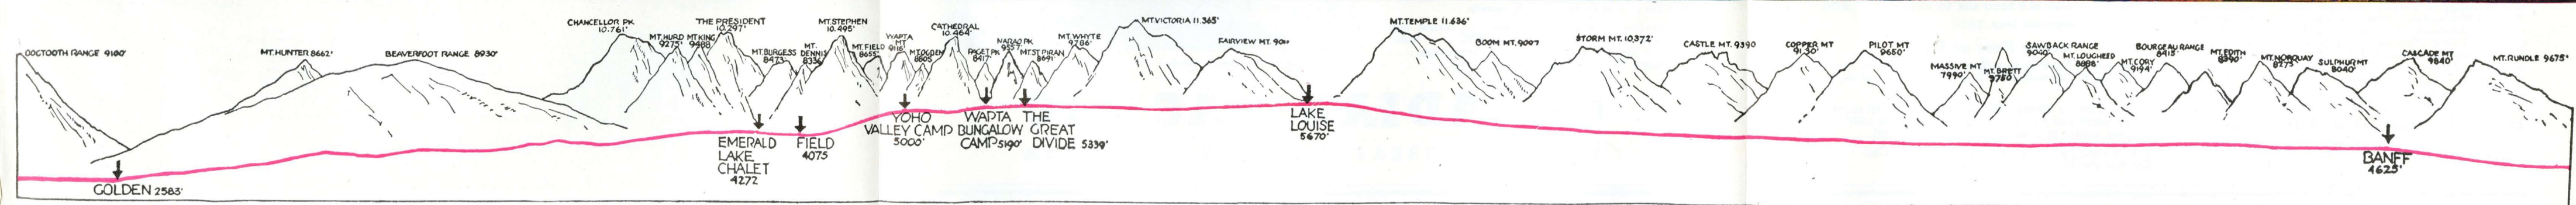 DOGTOOTH RANGE 9100'
MT. HUNTER 8662'
BEAVERFOOT RANGE 8930'
CHANCELLOR PK
10.761'
MT. HURD
9275'
MT KING
9488
THE PRESIDENT
10.297'
MT. BURGESS
8473'
MT.
DENNIS
8336'
MT. STEPHEN
10.495'
MT. FIELD
8655'
WAPTA
MT
9116'
MT. OGDEN
8805'
CATHEDRAL
10.464'
PAGET PK
8417'
NARAO PK
9557'
MT ST PIRAN
8691'
MT WHYTE
9786'
MT VICTORIA 11.365'
FAIRVIEW MT. 9011
MT. TEMPLE 11.636'
BOOM MT. 9007
STORM MT. 10,372'
CASTLE MT. 9390
COPPER MT
9130'
PILOT MT
9650'
MASSIVE MT
7990'
MT. BRETT
9750'
SAWBACK RANGE
9000'
MT. LOUGHEED
8888'
MT. CORY
9194'
BOURGEAU RANGE
8415'
MT. EDITH
8390'
MT. NORQUAY
8275'
SULPHUR MT
8040'
CASCADE MT
9840'
MT. RUNDLE 9675'
GOLDEN 2583'
EMERALD
LAKE
CHALET
4272
FIELD
4075
YOHO
VALLEY CAMP
5000'
WAPTA
BUNGALOW
CAMP 5190'
THE
GREAT
DIVIDE 5339'
LAKE
LOUISE
5670'
BANFF
4625'